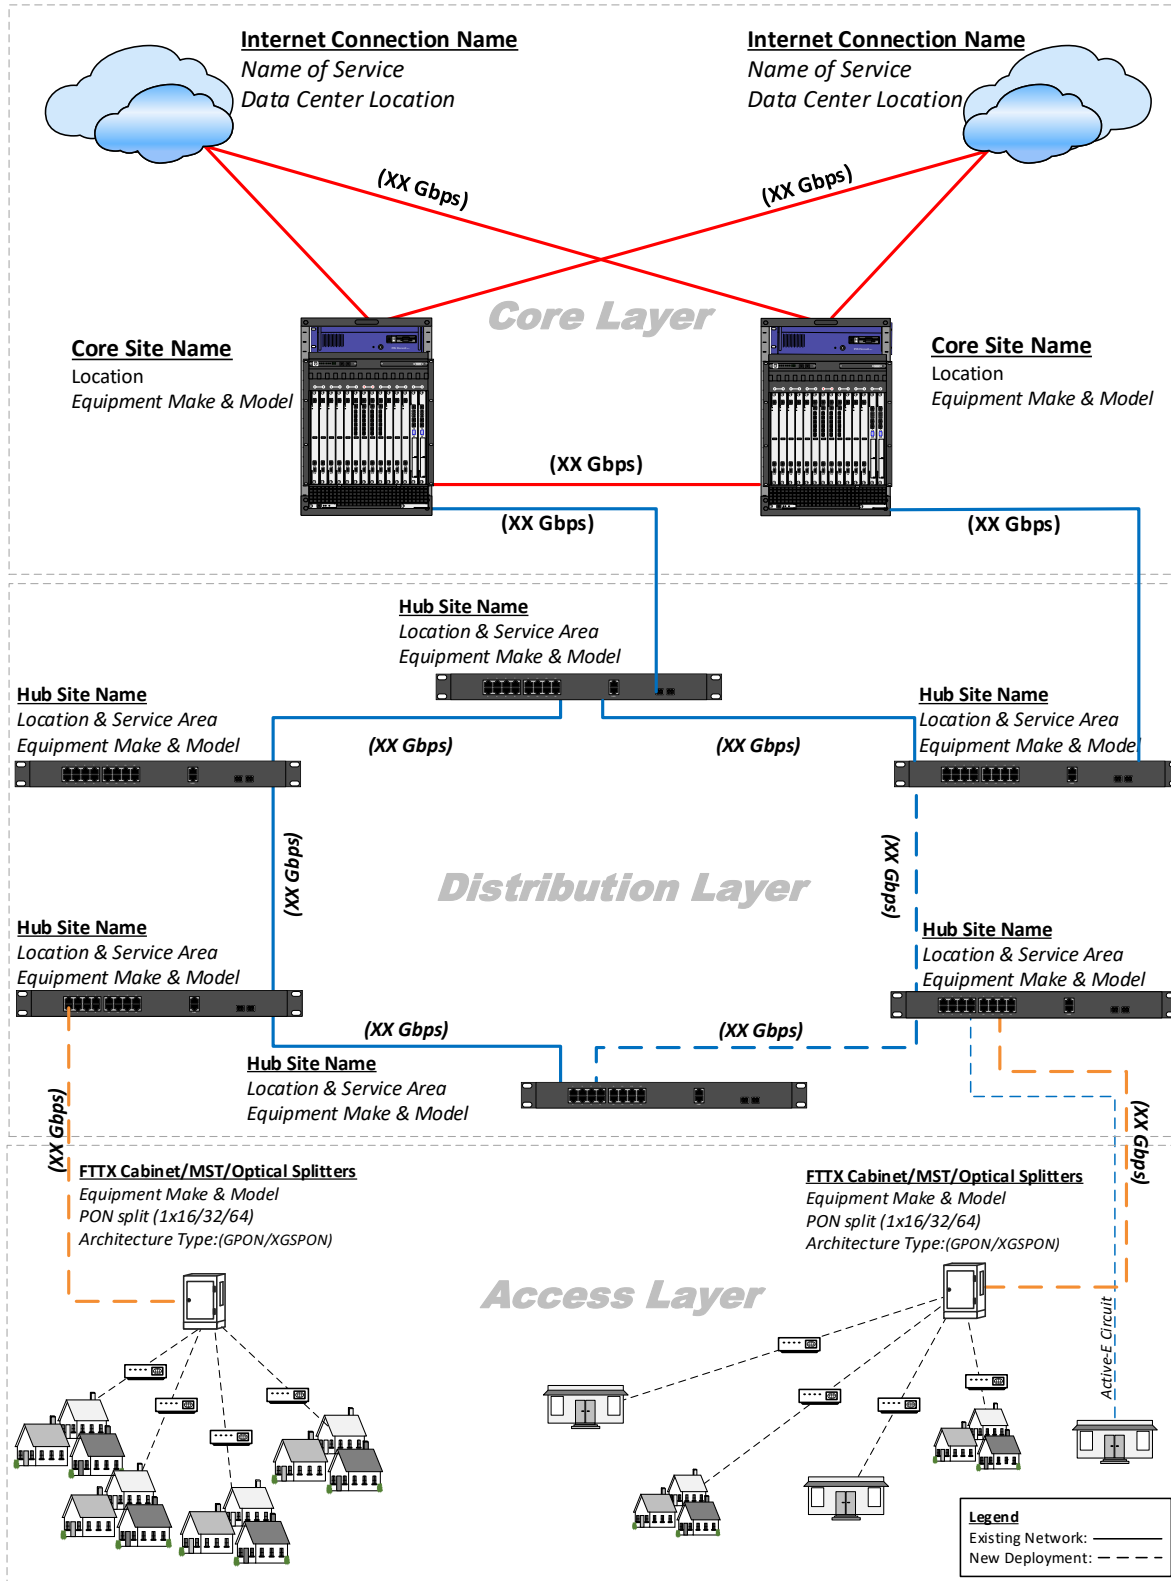 Internet Connection Name
Name of Service
Data Center Location
Internet Connection Name
Name of Service
Data Center Location
(XX Gbps)
(XX Gbps)
Core Layer
Core Site Name
Location
Equipment Make & Model
Core Site Name
Location
Equipment Make & Model
(XX Gbps)
(XX Gbps)
(XX Gbps)
Hub Site Name
Location & Service Area
Equipment Make & Model
Hub Site Name
Location & Service Area
Equipment Make & Model
Hub Site Name
Location & Service Area
Equipment Make & Model
(XX Gbps)
(XX Gbps)
(XX Gbps)
(XX Gbps)
Distribution Layer
Hub Site Name
Location & Service Area
Equipment Make & Model
Hub Site Name
Location & Service Area
Equipment Make & Model
(XX Gbps)
(XX Gbps)
Hub Site Name
Location & Service Area
Equipment Make & Model
(XX Gbps)
(XX Gbps)
FTTX Cabinet/MST/Optical Splitters
Equipment Make & Model
PON split (1x16/32/64)
Architecture Type:(GPON/XGSPON)
FTTX Cabinet/MST/Optical Splitters
Equipment Make & Model
PON split (1x16/32/64)
Architecture Type:(GPON/XGSPON)
Access Layer
Active-E Circuit
Legend
Existing Network:
New Deployment: